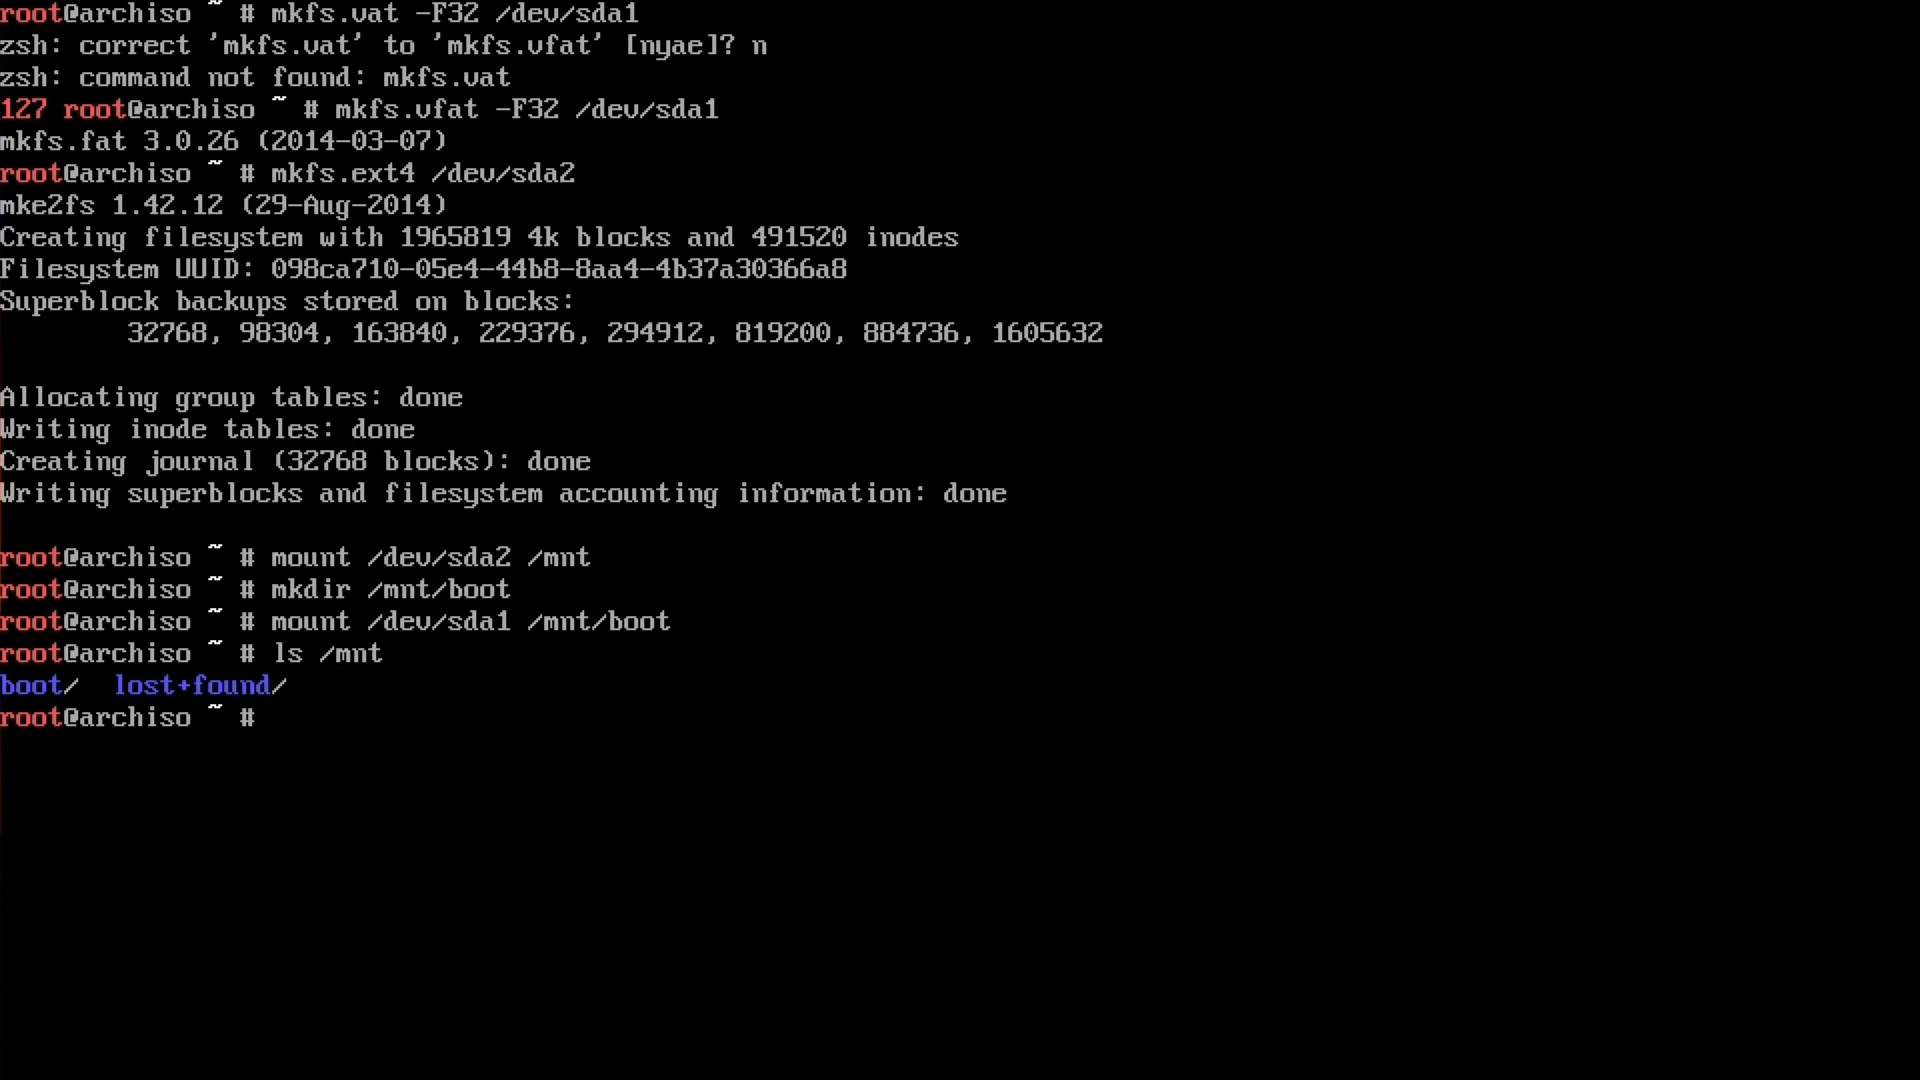 root@archiso ~ # mkfs.vat -F32 /dev/sda1
zsh: correct 'mkfs.vat' to 'mkfs.vfat' [nyae]? n
zsh: command not found: mkfs.vat
127 root@archiso ~ # mkfs.vfat -F32 /dev/sda1
mkfs.fat 3.0.26 (2014-03-07)
root@archiso ~ # mkfs.ext4 /dev/sda2
mke2fs 1.42.12 (29-Aug-2014)
Creating filesystem with 1965819 4k blocks and 491520 inodes
Filesystem UUID: 098ca710-05e4-44b8-8aa4-4b37a30366a8
Superblock backups stored on blocks:
        32768, 98304, 163840, 229376, 294912, 819200, 884736, 1605632

Allocating group tables: done
Writing inode tables: done
Creating journal (32768 blocks): done
Writing superblocks and filesystem accounting information: done

root@archiso ~ # mount /dev/sda2 /mnt
root@archiso ~ # mkdir /mnt/boot
root@archiso ~ # mount /dev/sda1 /mnt/boot
root@archiso ~ # ls /mnt
boot/  lost+found/
root@archiso ~ #